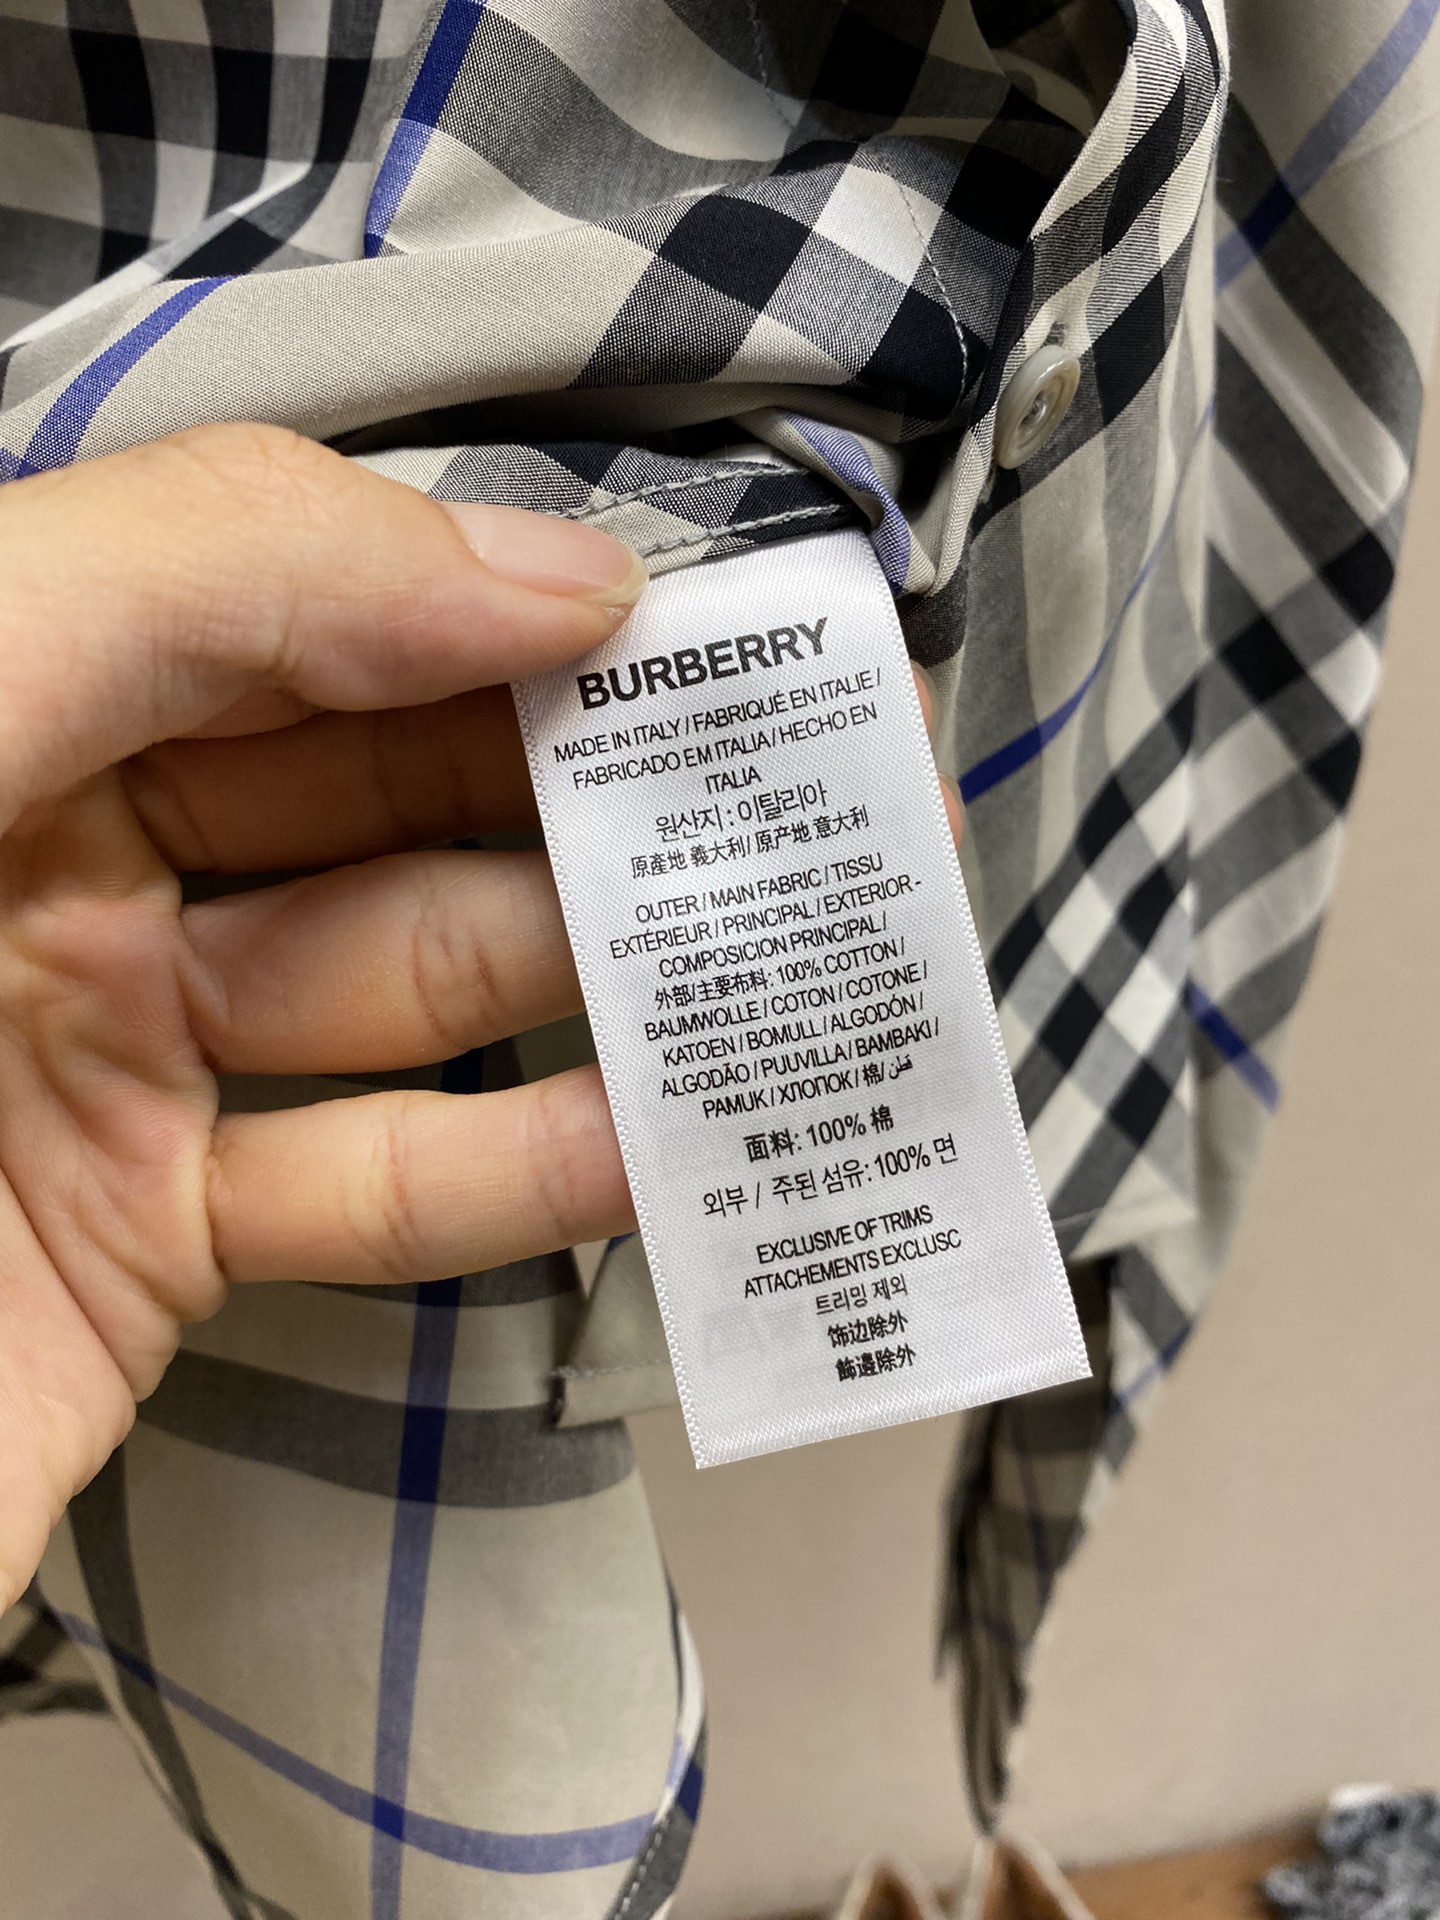 BURBERRY
MADE IN ITALY / FABRIQUÉ EN ITALIE /
FABRICADO EM ITALIA / HECHO EN
ITALIA
원산지 : 이탈리아
原產地 義大利/ 原产地 意大利
OUTER / MAIN FABRIC / TISSU
EXTÉRIEUR / PRINCIPAL / EXTERIOR -
COMPOSICION PRINCIPAL /
外部/主要布料: 100% COTTON /
BAUMWOLLE / COTON / COTONE /
KATOEN / BOMULL / ALGODÓN /
ALGODÃO / PUUVILLA / BAMBAKI /
PAMUK / ХЛОПОК / 棉/ قطن
面料: 100% 棉
외부 / 주된 섬유: 100% 면
EXCLUSIVE OF TRIMS
ATTACHEMENTS EXCLUSC
트리밍 제외
饰边除外
飾邊除外